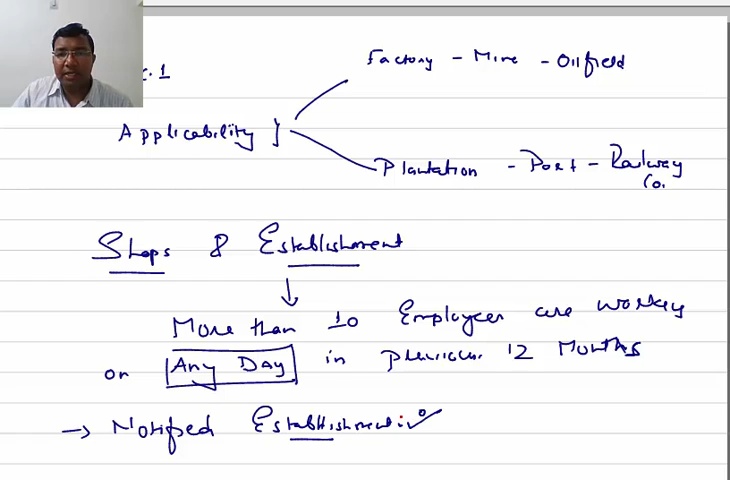 c. 1
Factory - Mine - Oilfield
Applicability }
Plantation - Port - Railway
Co.
Shops & Establishment
More than 10 Employees are working
on Any Day in previous 12 Months
→ Notified Establishment